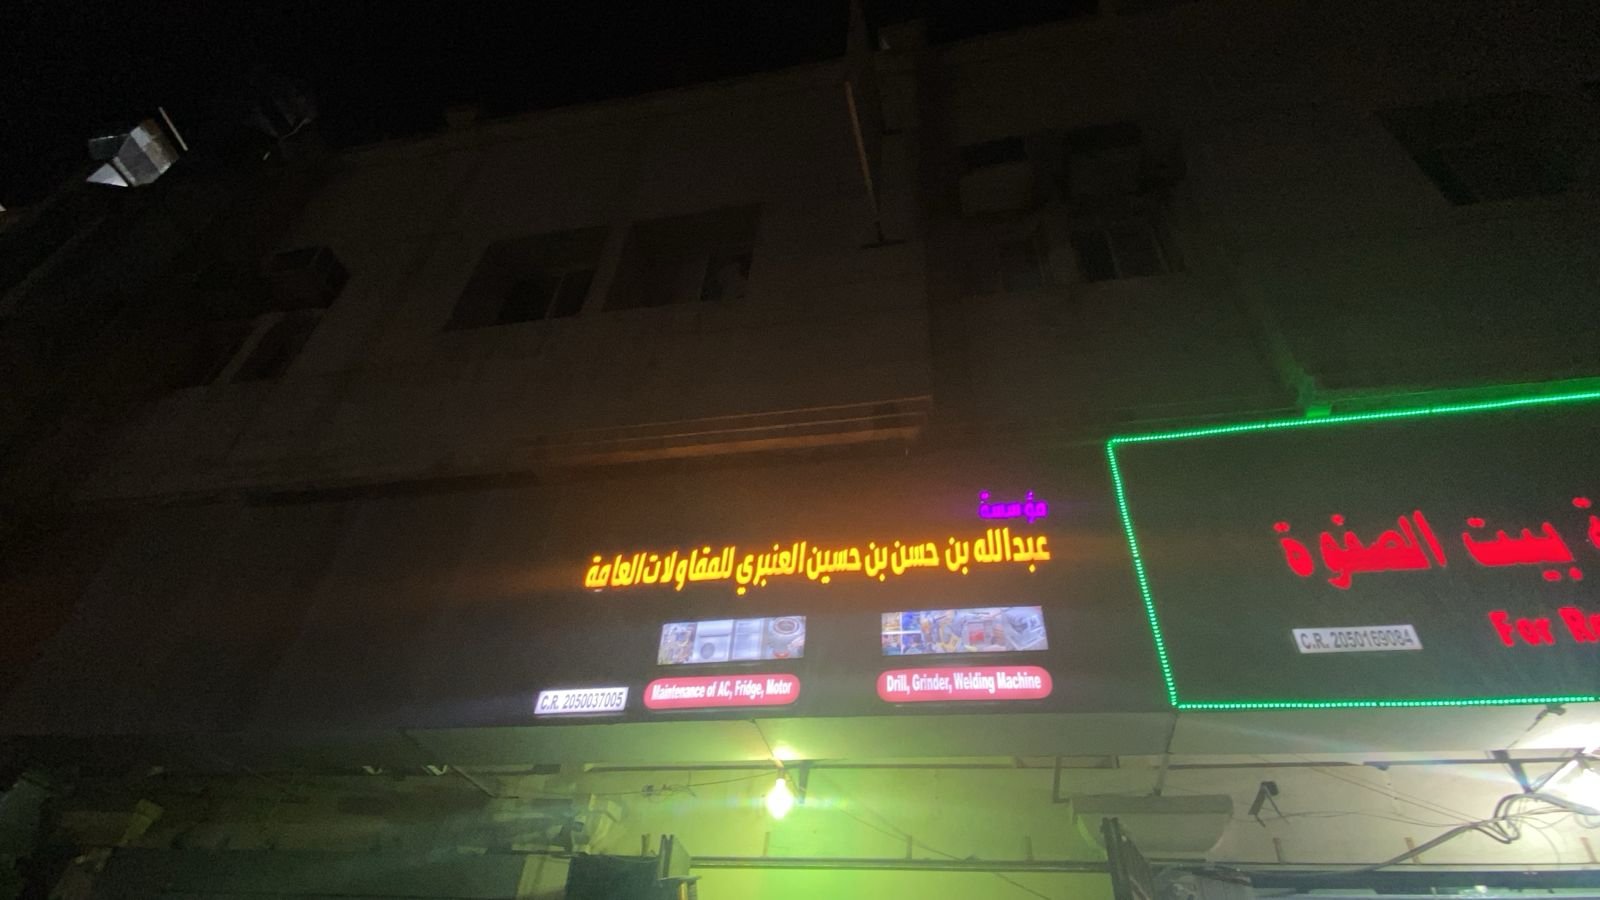 مؤسسة
عبدالله بن حسن بن حسين العنبري للمقاولات العامة
Drill, Grinder, Welding Machine
Maintenance of AC, Fridge, Motor
C.R. 2050037005
بيت الصفوة
For
C.R. 2050169084